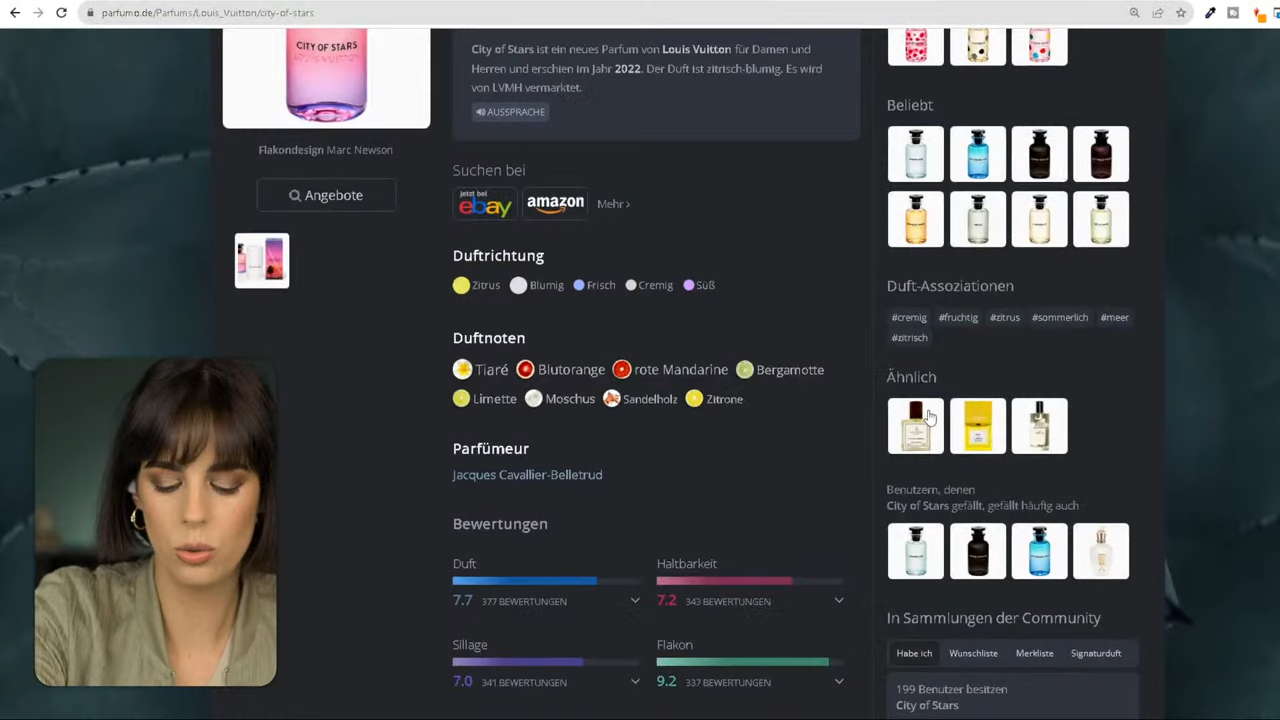 parfumo.de/Parfums/Louis_Vuitton/city-of-stars
CITY OF STARS
LOUIS VUITTON
Flakondesign Marc Newson
Angebote
City of Stars ist ein neues Parfum von Louis Vuitton für Damen und
Herren und erschien im Jahr 2022. Der Duft ist zitrisch-blumig. Es wird
von LVMH vermarktet.
AUSSPRACHE
Suchen bei
jetzt bei
ebay
amazon
Mehr ›
Duftrichtung
Zitrus Blumig Frisch Cremig Süß
Duftnoten
Tiaré Blutorange rote Mandarine Bergamotte
Limette Moschus Sandelholz Zitrone
Parfümeur
Jacques Cavallier-Belletrud
Bewertungen
Duft
7.7 377 BEWERTUNGEN
Haltbarkeit
7.2 343 BEWERTUNGEN
Sillage
7.0 341 BEWERTUNGEN
Flakon
9.2 337 BEWERTUNGEN
Beliebt
Duft-Assoziationen
#cremig #fruchtig #zitrus #sommerlich #meer
#zitrisch
Ähnlich
Benutzern, denen
City of Stars gefällt, gefällt häufig auch
In Sammlungen der Community
Habe ich Wunschliste Merkliste Signaturduft
199 Benutzer besitzen
City of Stars